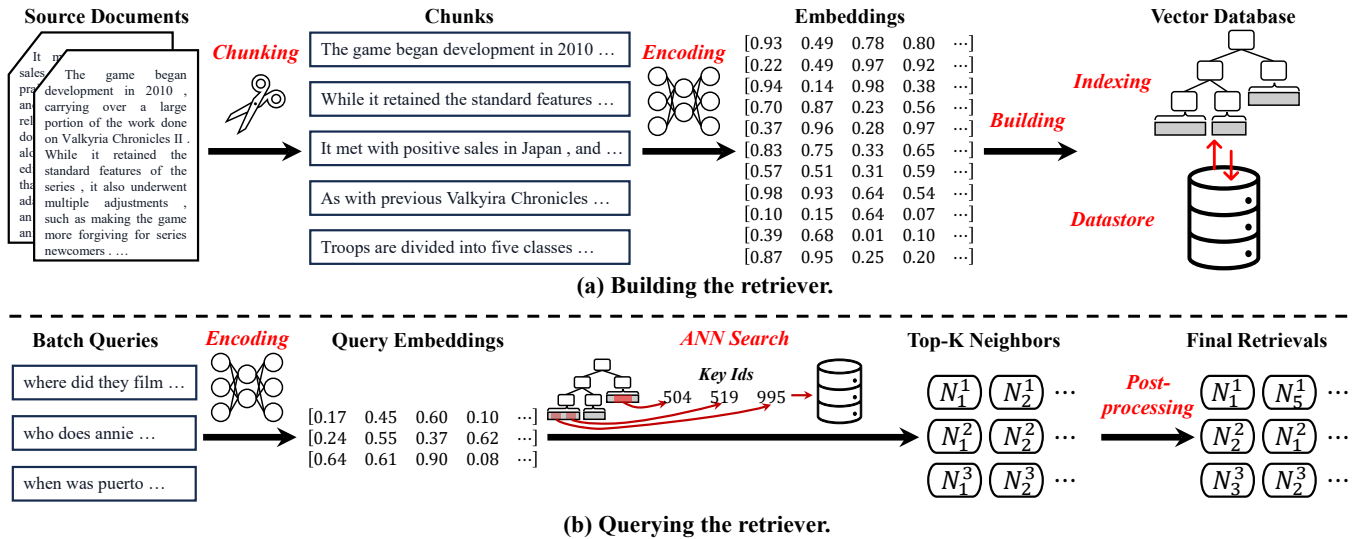 Source Documents
Chunks
Embeddings
Vector Database
It m
sales
pra
and
rel
do
alo
ed
tha
ada
an
an
The game began
development in 2010 ,
carrying over a large
portion of the work done
on Valkyria Chronicles II .
While it retained the
standard features of the
series , it also underwent
multiple adjustments ,
such as making the game
more forgiving for series
newcomers . …
Chunking
The game began development in 2010 …
While it retained the standard features …
It met with positive sales in Japan , and …
As with previous Valkyira Chronicles …
Troops are divided into five classes …
Encoding
[0.93 0.49 0.78 0.80 ⋯]
[0.22 0.49 0.97 0.92 ⋯]
[0.94 0.14 0.98 0.38 ⋯]
[0.70 0.87 0.23 0.56 ⋯]
[0.37 0.96 0.28 0.97 ⋯]
[0.83 0.75 0.33 0.65 ⋯]
[0.57 0.51 0.31 0.59 ⋯]
[0.98 0.93 0.64 0.54 ⋯]
[0.10 0.15 0.64 0.07 ⋯]
[0.39 0.68 0.01 0.10 ⋯]
[0.87 0.95 0.25 0.20 ⋯]
Building
Indexing
Datastore
(a) Building the retriever.
Batch Queries
Encoding
Query Embeddings
ANN Search
Top-K Neighbors
Final Retrievals
where did they film …
who does annie …
when was puerto …
[0.17 0.45 0.60 0.10 ⋯]
[0.24 0.55 0.37 0.62 ⋯]
[0.64 0.61 0.90 0.08 ⋯]
Key Ids
504 519 995
N₁¹ N₂¹ ⋯
N₁² N₂² ⋯
N₁³ N₂³ ⋯
Post-
processing
N₁¹ N₅¹ ⋯
N₂² N₁² ⋯
N₃³ N₂³ ⋯
(b) Querying the retriever.